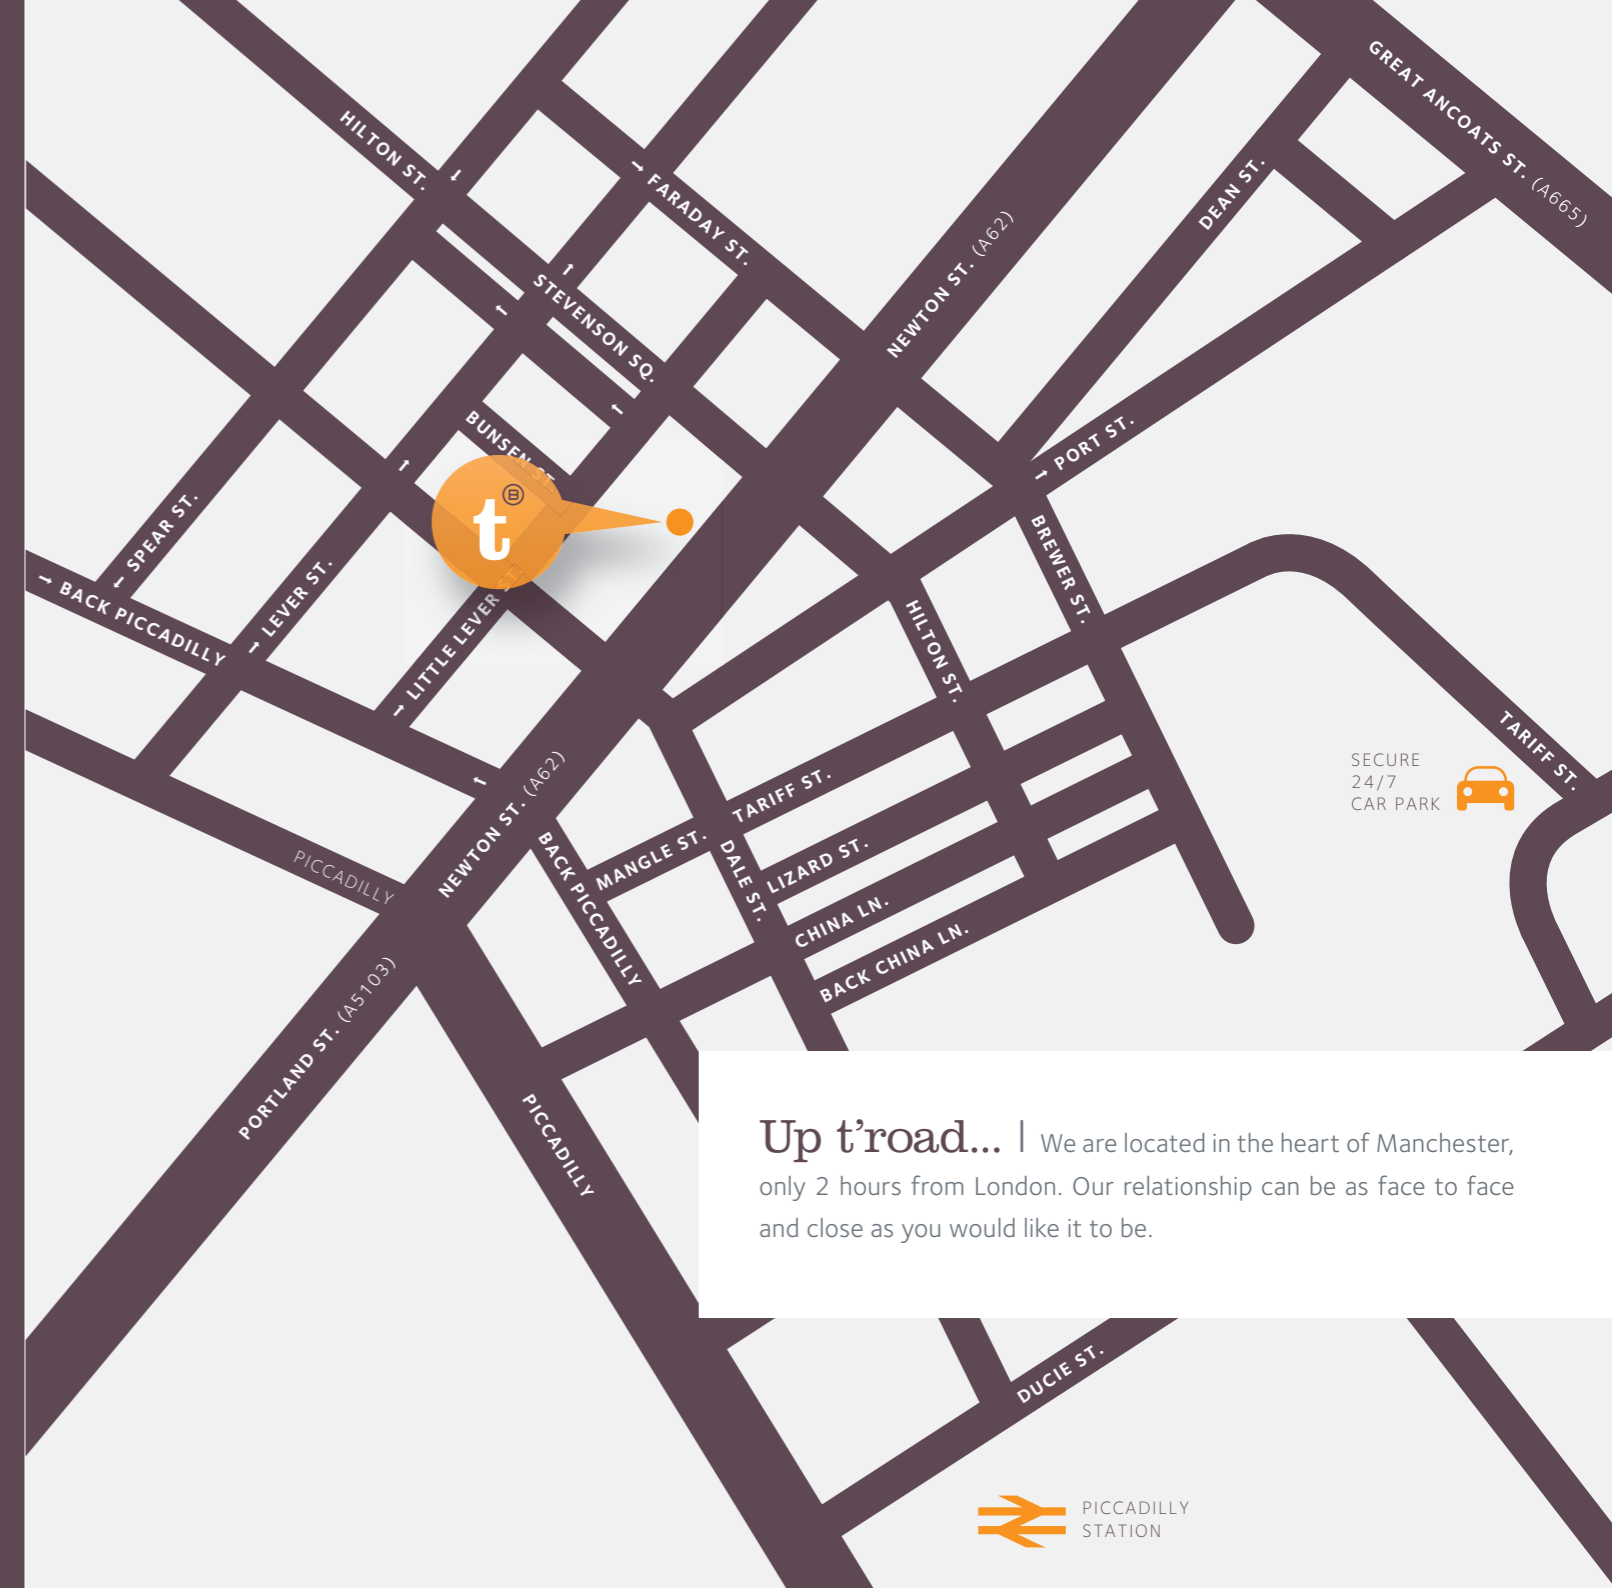 GREAT ANCOATS ST. (A665)
HILTON ST.
FARADAY ST.
DEAN ST.
NEWTON ST. (A62)
STEVENSON SQ.
BUNSEN ST.
PORT ST.
t
B
SPEAR ST.
BREWER ST.
LEVER ST.
BACK PICCADILLY
LITTLE LEVER ST.
HILTON ST.
TARIFF ST.
SECURE
24/7
CAR PARK
NEWTON ST. (A62)
TARIFF ST.
MANGLE ST.
BACK PICCADILLY
DALE ST.
LIZARD ST.
PICCADILLY
CHINA LN.
BACK CHINA LN.
PORTLAND ST. (A5103)
PICCADILLY
Up t’road... | We are located in the heart of Manchester,
only 2 hours from London. Our relationship can be as face to face
and close as you would like it to be.
DUCIE ST.
PICCADILLY
STATION